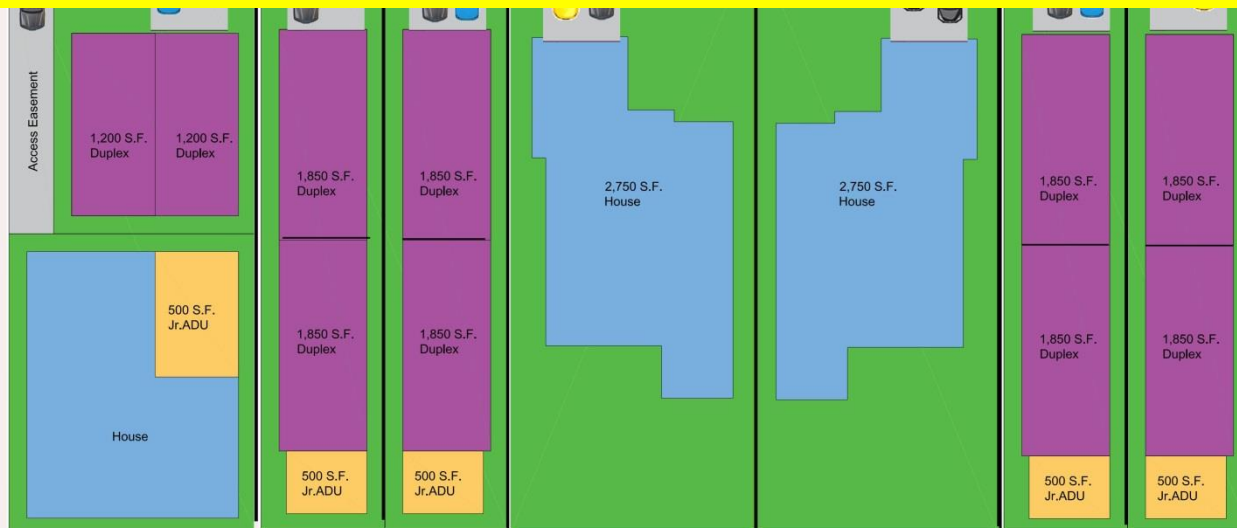 Access Easement
1,200 S.F.
Duplex
1,200 S.F.
Duplex
500 S.F.
Jr.ADU
House
1,850 S.F.
Duplex
1,850 S.F.
Duplex
500 S.F.
Jr.ADU
1,850 S.F.
Duplex
1,850 S.F.
Duplex
500 S.F.
Jr.ADU
2,750 S.F.
House
2,750 S.F.
House
1,850 S.F.
Duplex
1,850 S.F.
Duplex
500 S.F.
Jr.ADU
1,850 S.F.
Duplex
1,850 S.F.
Duplex
500 S.F.
Jr.ADU